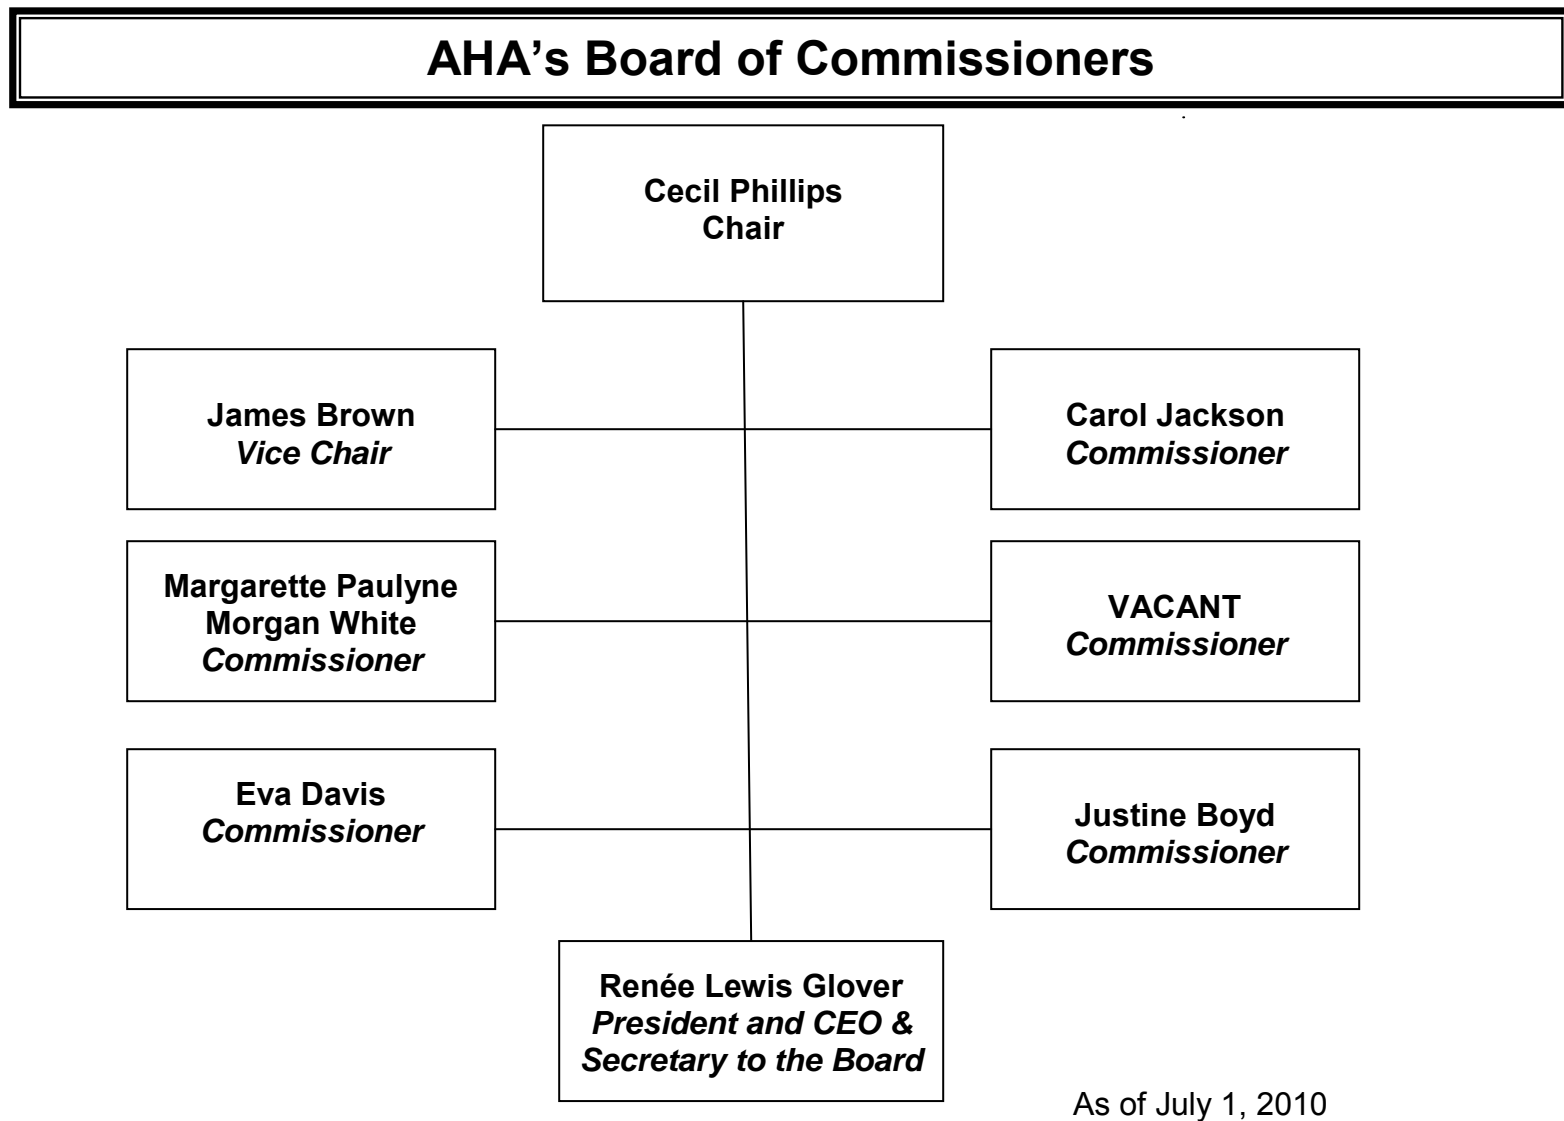 AHA’s Board of Commissioners
Cecil Phillips
Chair
James Brown
Vice Chair
Carol Jackson
Commissioner
Margarette Paulyne
Morgan White
Commissioner
VACANT
Commissioner
Eva Davis
Commissioner
Justine Boyd
Commissioner
Renée Lewis Glover
President and CEO &
Secretary to the Board
As of July 1, 2010